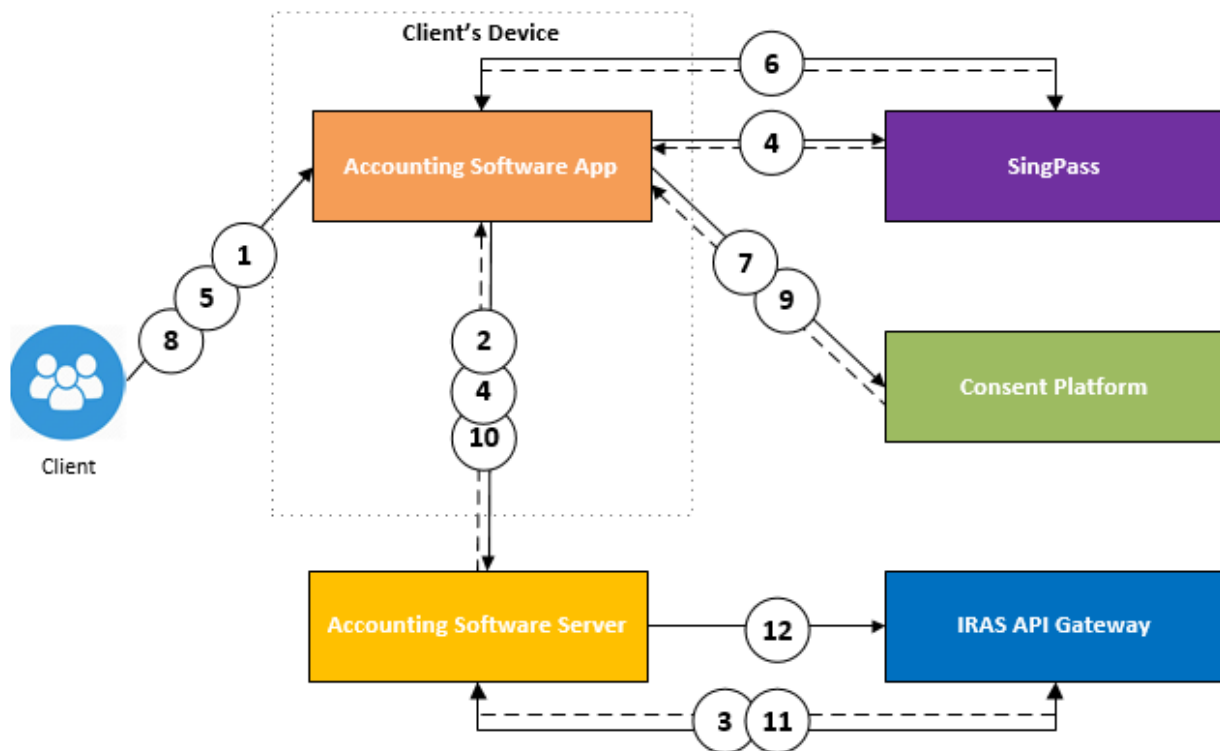 Client's Device
6
Accounting Software App
4
SingPass
1
7
5
9
8
2
Consent Platform
4
10
Client
Accounting Software Server
12
IRAS API Gateway
3
11